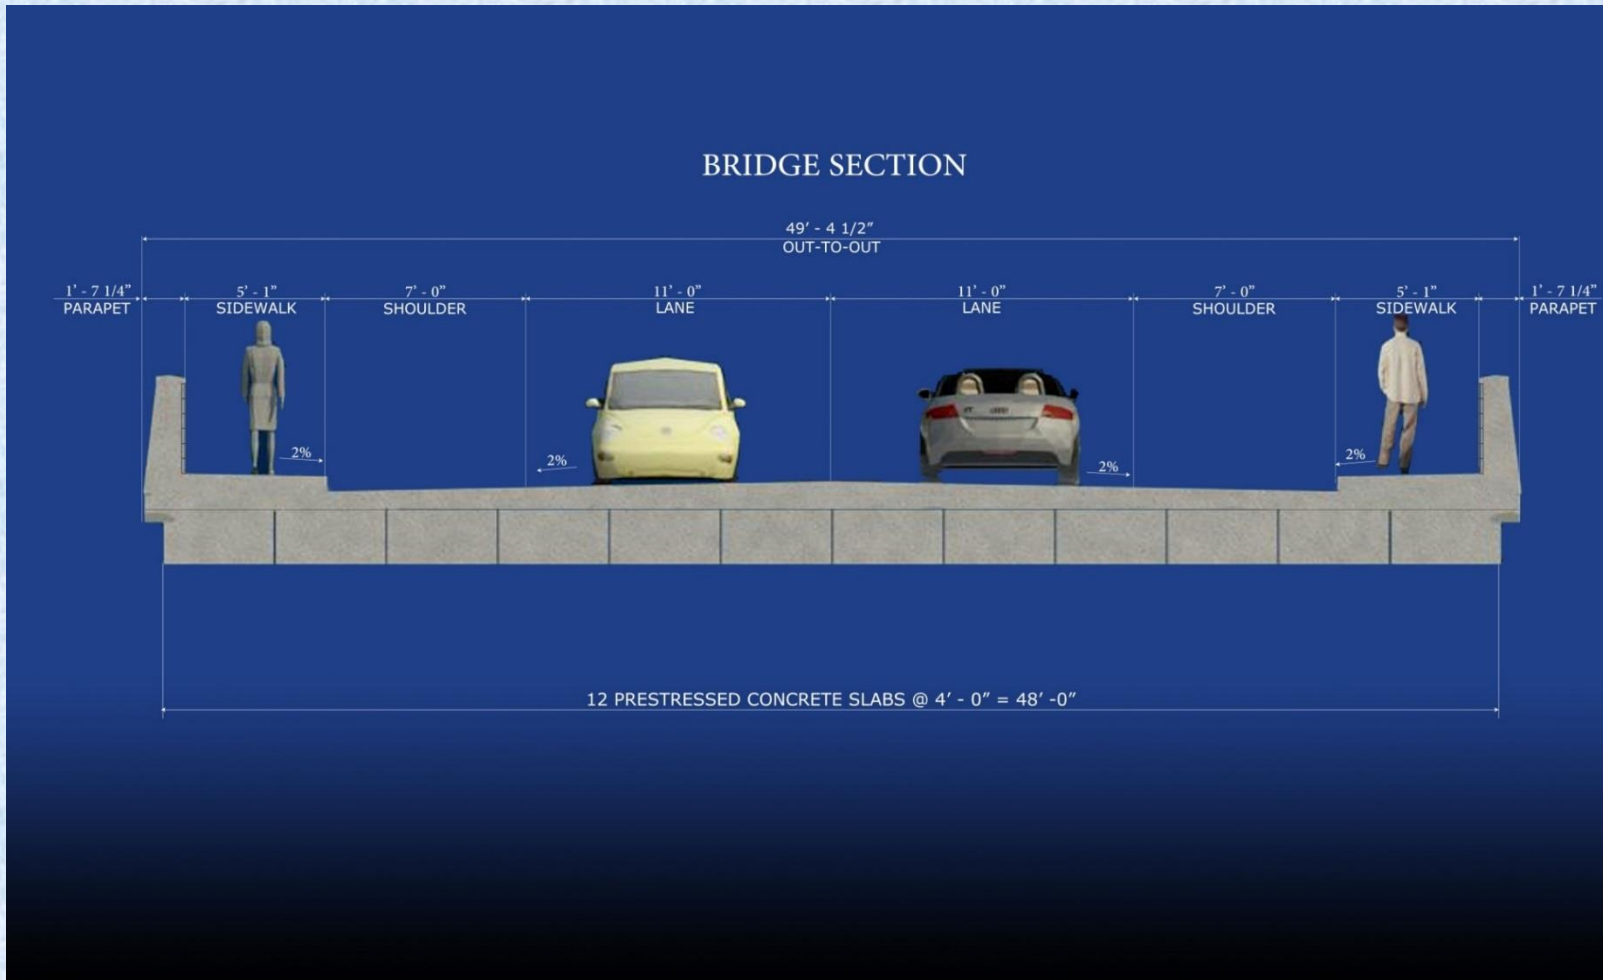 BRIDGE SECTION
49' - 4 1/2"
OUT-TO-OUT
1' - 7 1/4" 5' - 1" 7' - 0" 11' - 0" 11' - 0" 7' - 0" 5' - 1" 1' - 7 1/4"
PARAPET SIDEWALK SHOULDER LANE LANE SHOULDER SIDEWALK PARAPET
2% 2% 2% 2%
12 PRESTRESSED CONCRETE SLABS @ 4' - 0" = 48' -0"